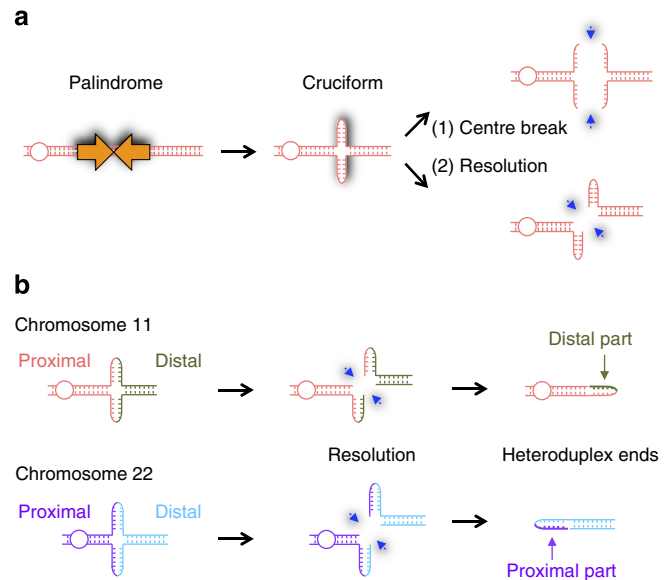 a
Palindrome
Cruciform
(1) Centre break
(2) Resolution
b
Chromosome 11
Proximal
Distal
Distal part
Resolution
Heteroduplex ends
Chromosome 22
Proximal
Distal
Proximal part